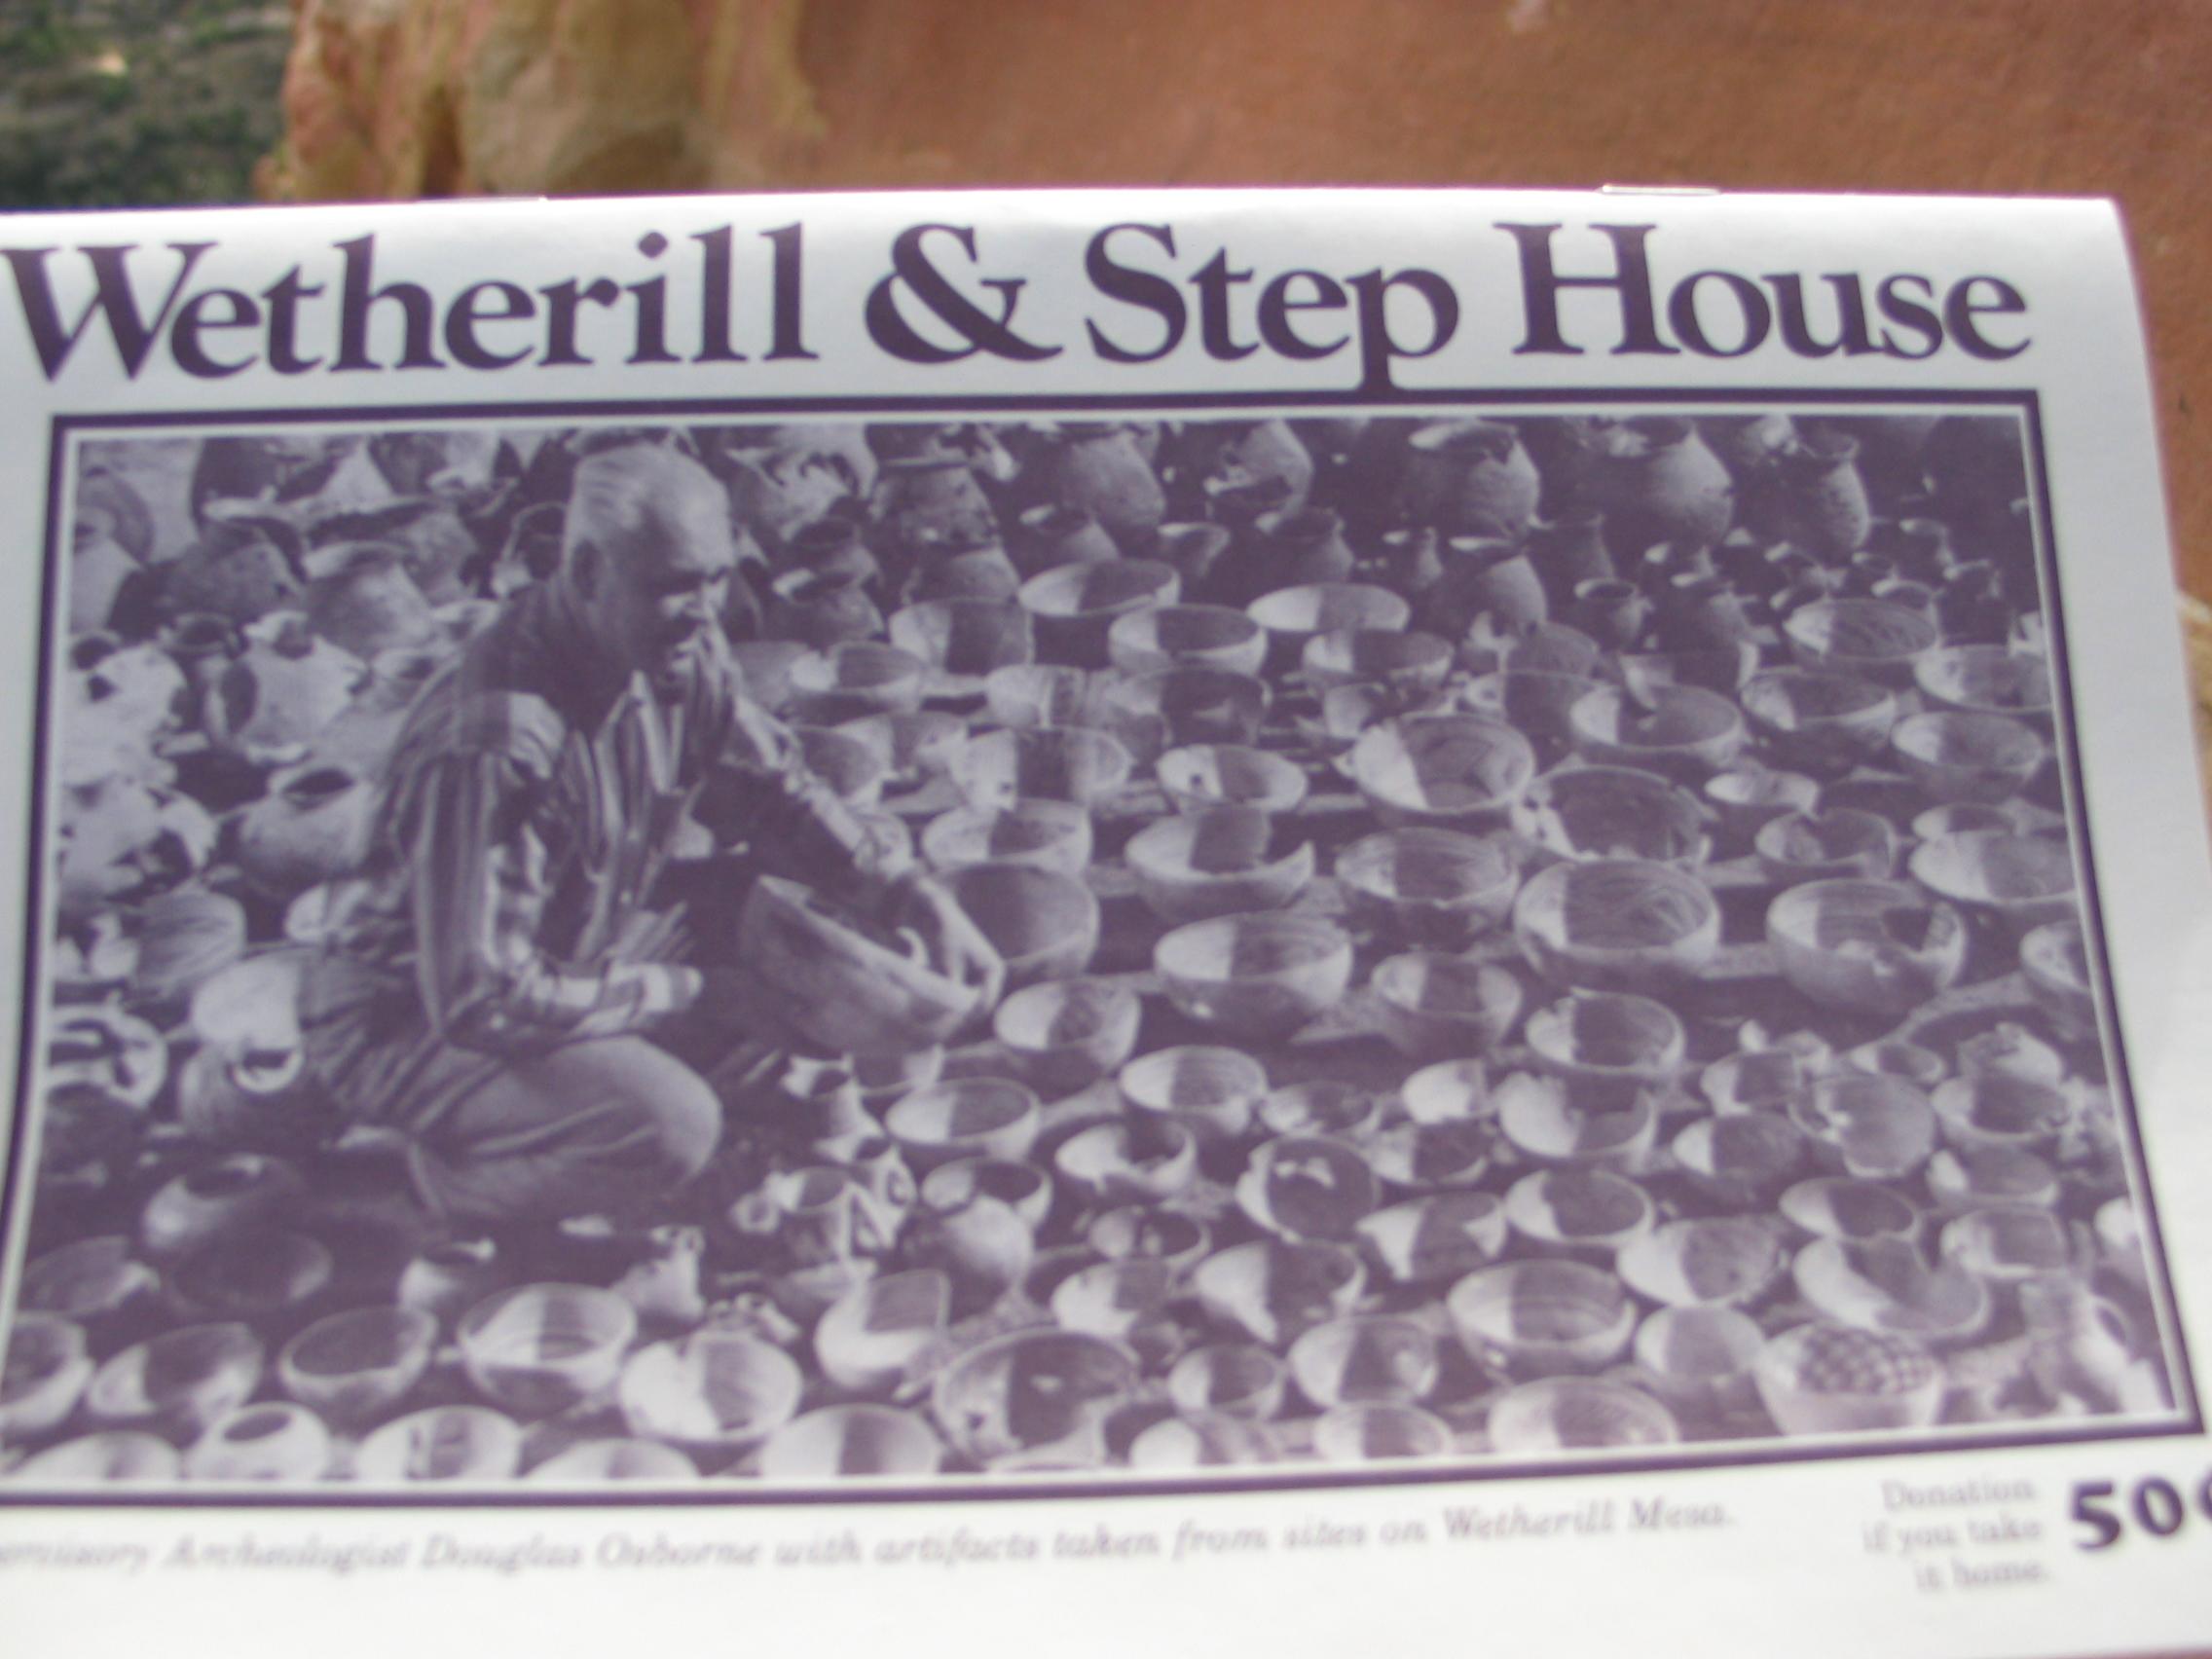 Wetherill & Step House
Archeologist Douglas Osborne with artifacts taken from sites on Wetherill Mesa.
Donation
if you take
it home.
50¢